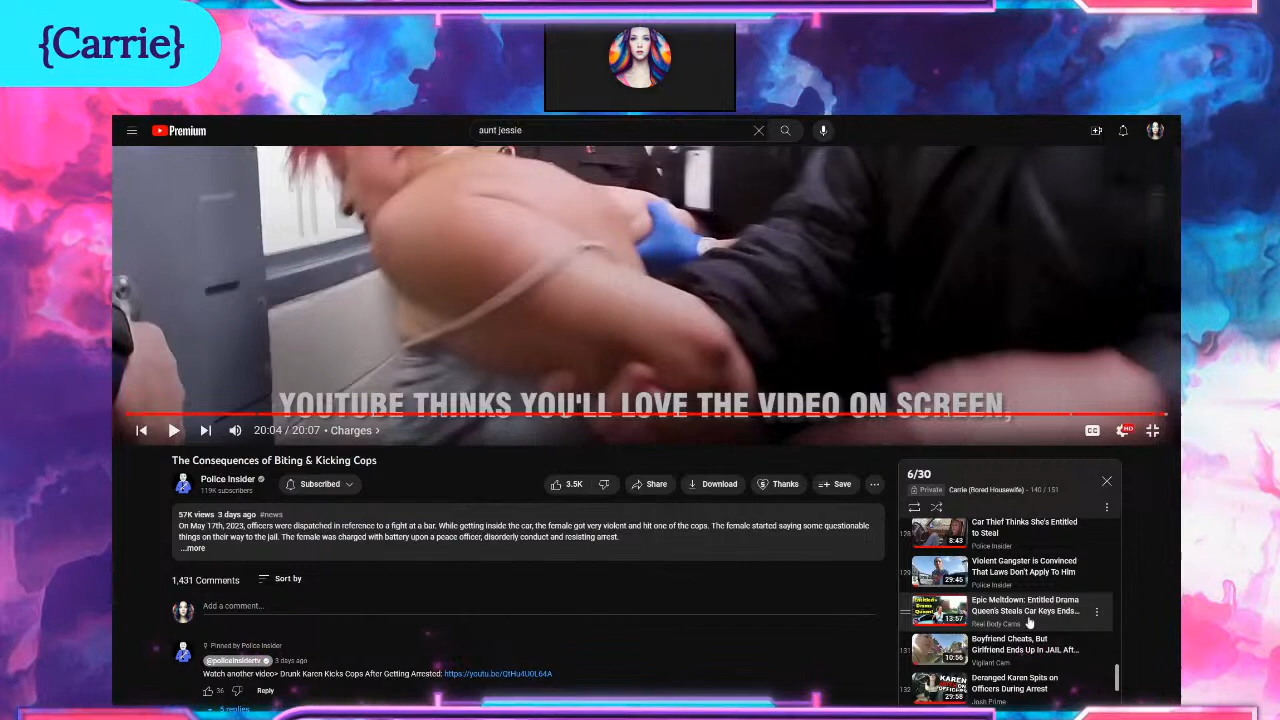 {Carrie}
Premium
aunt jessie
YOUTUBE THINKS YOU'LL LOVE THE VIDEO ON SCREEN,
20:04 / 20:07 • Charges >
CC
HD
The Consequences of Biting & Kicking Cops
Police Insider
119K subscribers
Subscribed
3.5K
Share
Download
Thanks
Save
57K views 3 days ago #news
On May 17th, 2023, officers were dispatched in reference to a fight at a bar. While getting inside the car, the female got very violent and hit one of the cops. The female started saying some questionable
things on their way to the jail. The female was charged with battery upon a peace officer, disorderly conduct and resisting arrest.
...more
1,431 Comments
Sort by
Add a comment...
Pinned by Police Insider
@policeinsidertv 3 days ago
Watch another video> Drunk Karen Kicks Cops After Getting Arrested: https://youtu.be/QtHu4U0L64A
36
Reply
5 replies
6/30
Private
Carrie (Bored Housewife) - 140 / 151
128
8:43
Car Thief Thinks She's Entitled
to Steal
Police Insider
129
29:45
Violent Gangster is Convinced
That Laws Don't Apply To Him
Police Insider
13:57
Epic Meltdown: Entitled Drama
Queen's Steals Car Keys Ends...
Real Body Cams
131
10:56
Boyfriend Cheats, But
Girlfriend Ends Up In JAIL Aft...
Vigilant Cam
132
KAREN
29:58
Deranged Karen Spits on
Officers During Arrest
Josh Prime